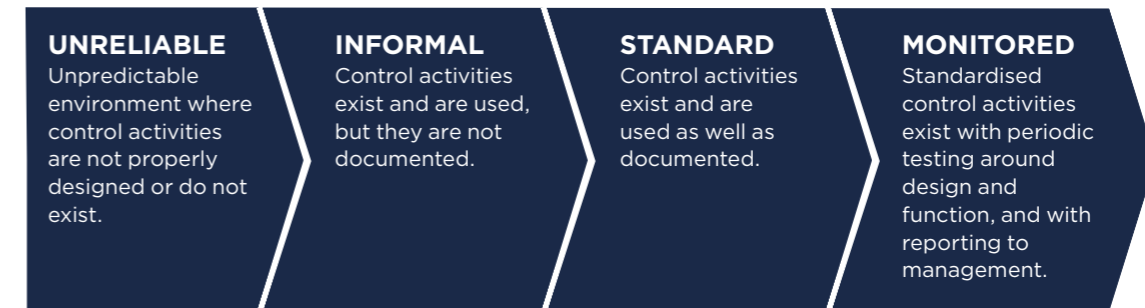 UNRELIABLE
Unpredictable
environment where
control activities
are not properly
designed or do not
exist.
INFORMAL
Control activities
exist and are used,
but they are not
documented.
STANDARD
Control activities
exist and are
used as well as
documented.
MONITORED
Standardised
control activities
exist with periodic
testing around
design and
function, and with
reporting to
management.